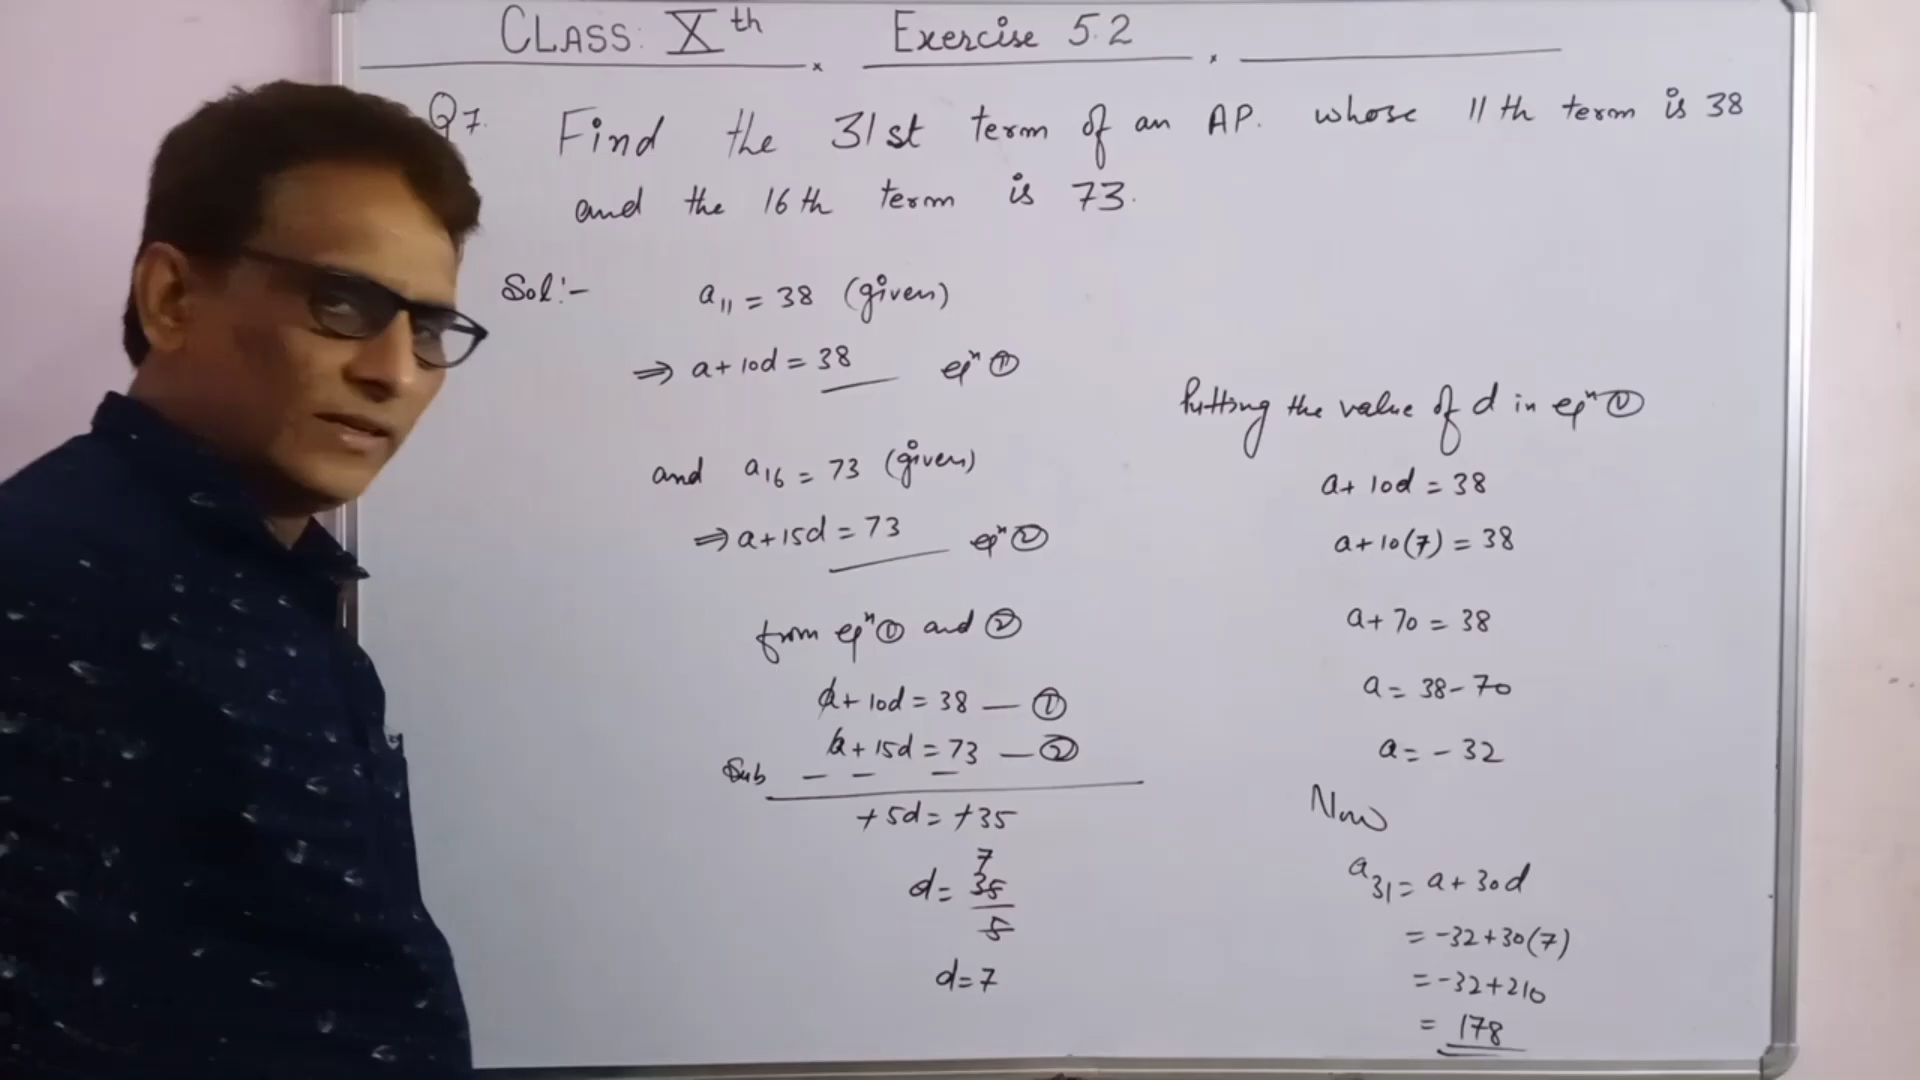 CLASS: Xth Exercise 5.2
Q7. Find the 31st term of an AP. whose 11th term is 38
and the 16th term is 73.
Sol:- a₁₁ = 38 (given)
⇒ a+10d = 38 eqⁿ ①
and a₁₆ = 73 (given)
⇒ a+15d = 73 eqⁿ ②
from eqⁿ ① and ②
a+10d = 38 — ①
a+15d = 73 — ②
Sub — — —
+5d = +35
7
d = 35
5
d = 7
Putting the value of d in eqⁿ ①
a+10d = 38
a+10(7) = 38
a+70 = 38
a = 38-70
a = -32
Now
a₃₁ = a+30d
= -32+30(7)
= -32+210
= 178